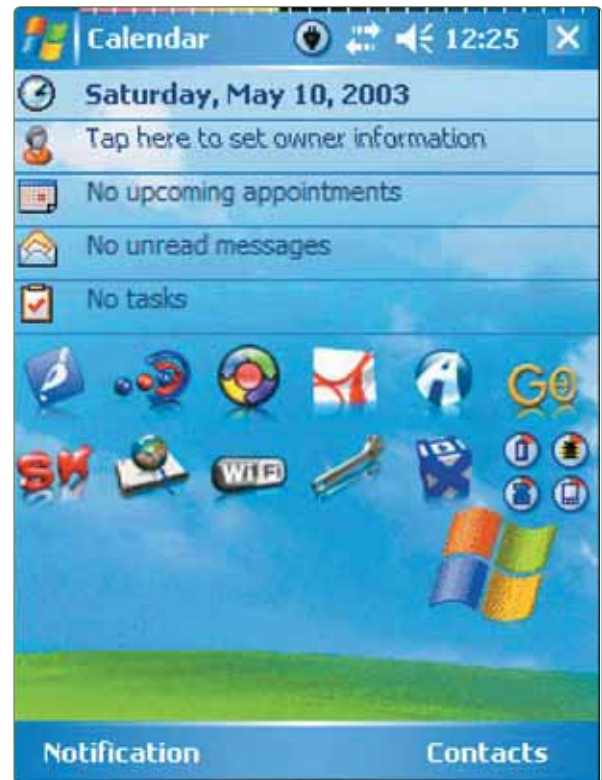 Calendar 12:25
Saturday, May 10, 2003
Tap here to set owner information
No upcoming appointments
No unread messages
No tasks
GO
SK WiFi
Notification Contacts